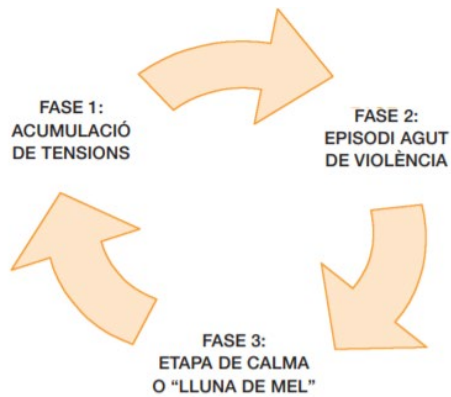 FASE 1:
ACUMULACIÓ
DE TENSIONS
FASE 2:
EPISODI AGUT
DE VIOLÈNCIA
FASE 3:
ETAPA DE CALMA
O “LLUNA DE MEL”